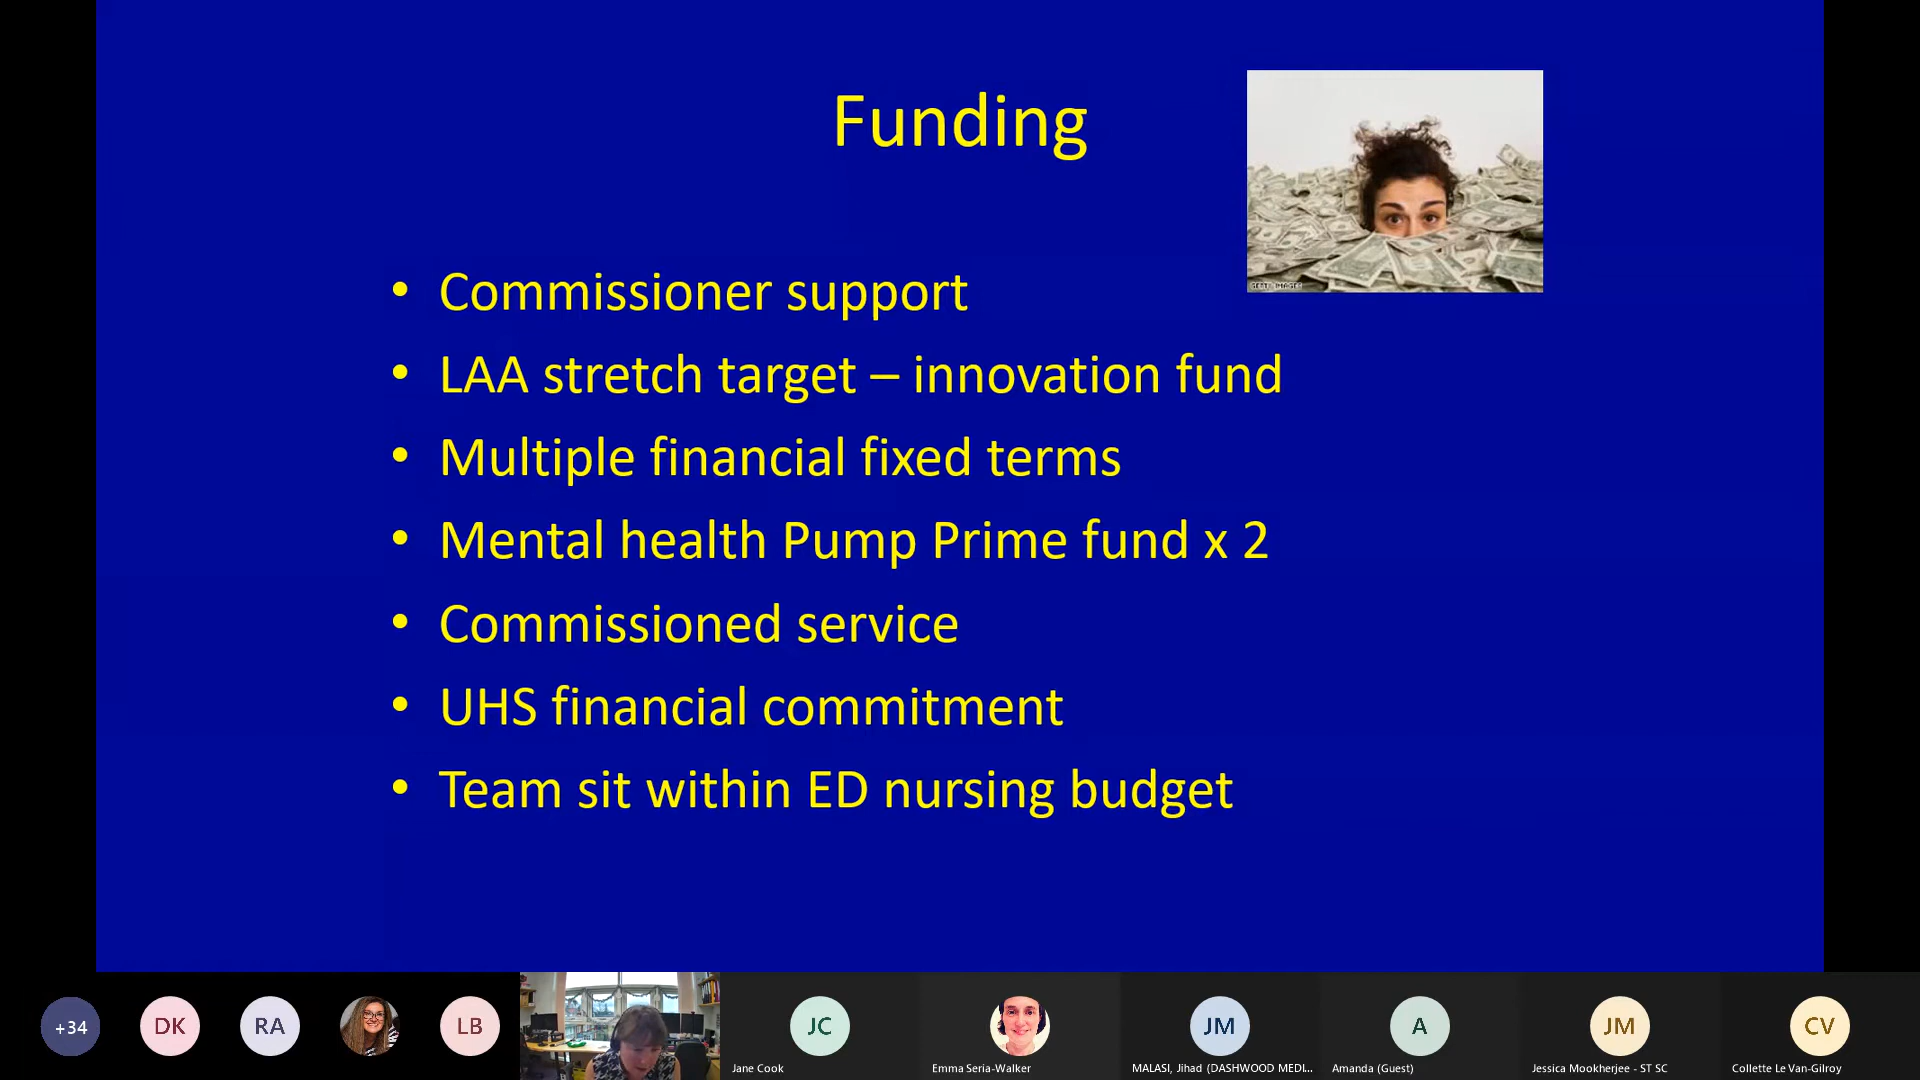 Funding
• Commissioner support
• LAA stretch target – innovation fund
• Multiple financial fixed terms
• Mental health Pump Prime fund x 2
• Commissioned service
• UHS financial commitment
• Team sit within ED nursing budget
GETTY IMAGES
+34
DK
RA
LB
JC
Jane Cook
Emma Seria-Walker
JM
MALASI, Jihad (DASHWOOD MEDI...
A
Amanda (Guest)
JM
Jessica Mookherjee - ST SC
CV
Collette Le Van-Gilroy